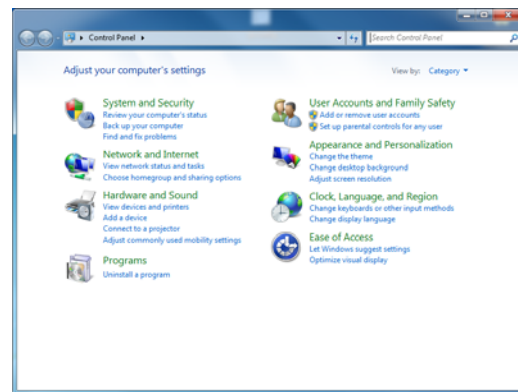 Control Panel
Search Control Panel
Adjust your computer's settings
View by: Category
System and Security
Review your computer's status
Back up your computer
Find and fix problems
Network and Internet
View network status and tasks
Choose homegroup and sharing options
Hardware and Sound
View devices and printers
Add a device
Connect to a projector
Adjust commonly used mobility settings
Programs
Uninstall a program
User Accounts and Family Safety
Add or remove user accounts
Set up parental controls for any user
Appearance and Personalization
Change the theme
Change desktop background
Adjust screen resolution
Clock, Language, and Region
Change keyboards or other input methods
Change display language
Ease of Access
Let Windows suggest settings
Optimize visual display